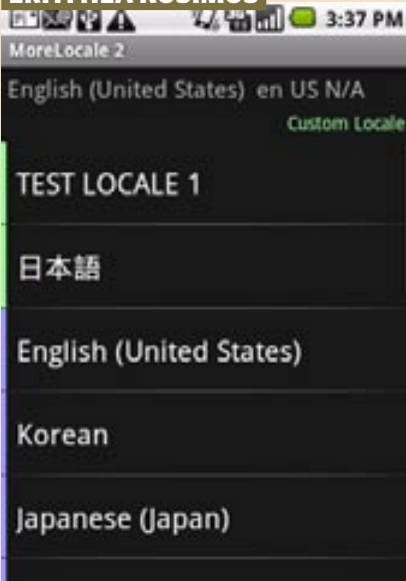 3:37 PM
MoreLocale 2
English (United States) en US N/A
Custom Locale
TEST LOCALE 1
日本語
English (United States)
Korean
Japanese (Japan)